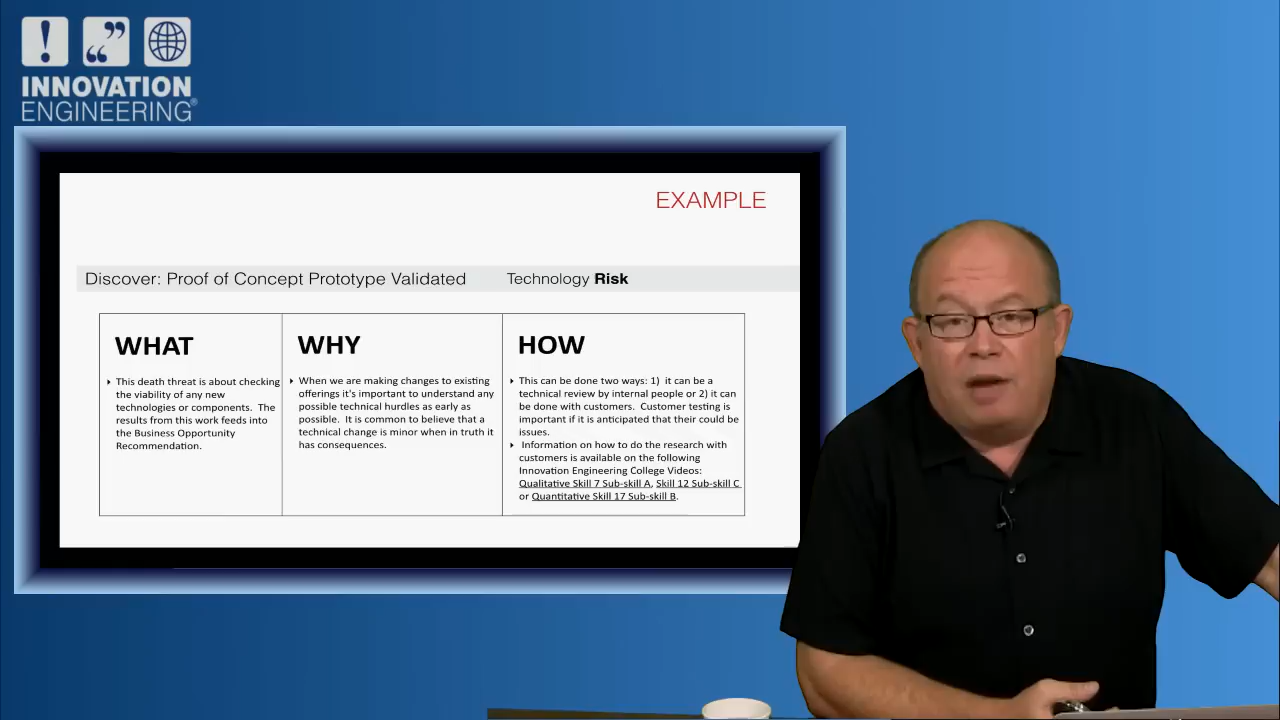 INNOVATION
ENGINEERING®
EXAMPLE
Discover: Proof of Concept Prototype Validated
Technology Risk
WHAT
This death threat is about checking
the viability of any new
technologies or components. The
results from this work feeds into
the Business Opportunity
Recommendation.
WHY
When we are making changes to existing
offerings it's important to understand any
possible technical hurdles as early as
possible. It is common to believe that a
technical change is minor when in truth it
has consequences.
HOW
This can be done two ways: 1) it can be a
technical review by internal people or 2) it can
be done with customers. Customer testing is
important if it is anticipated that their could be
issues.
Information on how to do the research with
customers is available on the following
Innovation Engineering College Videos:
Qualitative Skill 7 Sub-skill A, Skill 12 Sub-skill C
or Quantitative Skill 17 Sub-skill B.